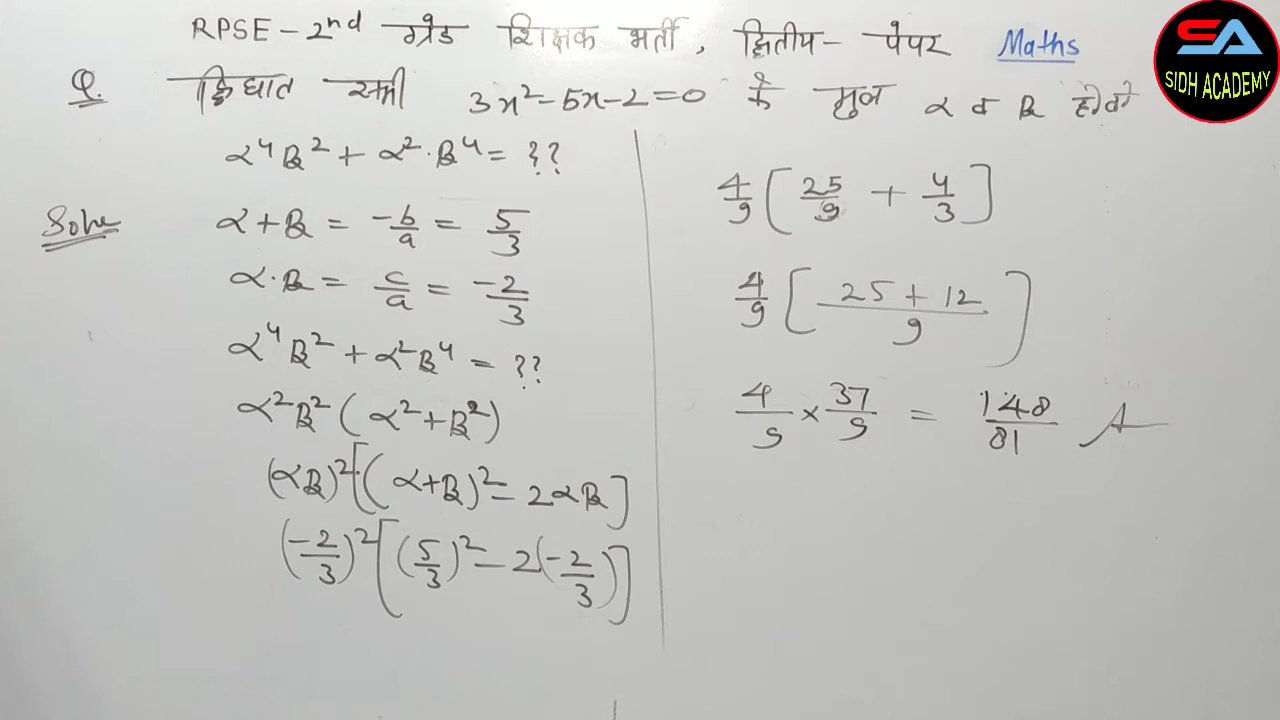 RPSE - 2nd ग्रेड शिक्षक भर्ती, द्वितीय - पेपर Maths
SA
SIDH ACADEMY
Q. द्विघात समी 3x² - 5x - 2 = 0 के मुल α व β हो तो
α⁴β² + α²·β⁴ = ??
Solve α + β = -b/a = 5/3
α·β = c/a = -2/3
α⁴β² + α²β⁴ = ??
α²β² (α² + β²)
(αβ)² [(α+β)² - 2αβ]
(-2/3)² [(5/3)² - 2(-2/3)]
4/9 [25/9 + 4/3]
4/9 [(25 + 12)/9]
4/9 × 37/9 = 148/81 A